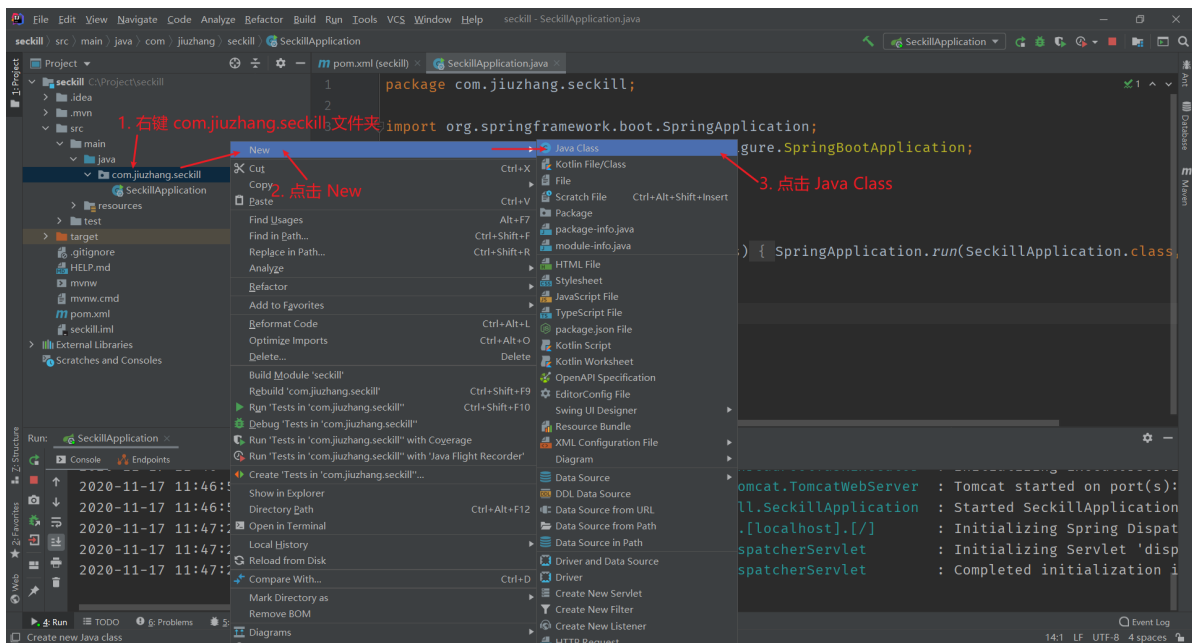 File Edit View Navigate Code Analyze Refactor Build Run Tools VCS Window Help seckill - SeckillApplication.java
seckill src main java com jiuzhang seckill SeckillApplication
SeckillApplication
Project
pom.xml (seckill)
SeckillApplication.java
1: Project
seckill C:\Project\seckill
.idea
.mvn
src
main
java
com.jiuzhang.seckill
SeckillApplication
resources
test
target
.gitignore
HELP.md
mvnw
mvnw.cmd
pom.xml
seckill.iml
External Libraries
Scratches and Consoles
1. 右键 com.jiuzhang.seckill文件夹
2. 点击 New
3. 点击 Java Class
1 package com.jiuzhang.seckill;
2
3 import org.springframework.boot.SpringApplication;
gure.SpringBootApplication;
) { SpringApplication.run(SeckillApplication.class
1
Ant
Database
Maven
New
Cut Ctrl+X
Copy
Paste Ctrl+V
Find Usages Alt+F7
Find in Path... Ctrl+Shift+F
Replace in Path... Ctrl+Shift+R
Analyze
Refactor
Add to Favorites
Reformat Code Ctrl+Alt+L
Optimize Imports Ctrl+Alt+O
Delete... Delete
Build Module 'seckill'
Rebuild 'com.jiuzhang.seckill' Ctrl+Shift+F9
Run 'Tests in 'com.jiuzhang.seckill'' Ctrl+Shift+F10
Debug 'Tests in 'com.jiuzhang.seckill''
Run 'Tests in 'com.jiuzhang.seckill'' with Coverage
Run 'Tests in 'com.jiuzhang.seckill'' with 'Java Flight Recorder'
Create 'Tests in 'com.jiuzhang.seckill''...
Show in Explorer
Directory Path Ctrl+Alt+F12
Open in Terminal
Local History
Reload from Disk
Compare With... Ctrl+D
Mark Directory as
Remove BOM
Diagrams
Java Class
Kotlin File/Class
File
Scratch File Ctrl+Alt+Shift+Insert
Package
package-info.java
module-info.java
HTML File
Stylesheet
JavaScript File
TypeScript File
package.json File
Kotlin Script
Kotlin Worksheet
OpenAPI Specification
EditorConfig File
Swing UI Designer
Resource Bundle
XML Configuration File
Diagram
Data Source
DDL Data Source
Data Source from URL
Data Source from Path
Data Source in Path
Driver and Data Source
Driver
Create New Servlet
Create New Filter
Create New Listener
HTTP Request
Run: SeckillApplication
Console Endpoints
Z: Structure
2: Favorites
Web
2020-11-17 11:46:5
2020-11-17 11:46:5
2020-11-17 11:47:2
2020-11-17 11:47:2
2020-11-17 11:47:2
omcat.TomcatWebServer : Tomcat started on port(s):
ll.SeckillApplication : Started SeckillApplication
.[localhost].[/] : Initializing Spring Dispat
spatcherServlet : Initializing Servlet 'disp
spatcherServlet : Completed initialization i
4: Run TODO 6: Problems 5: Event Log
Create new Java class 14:1 LF UTF-8 4 spaces